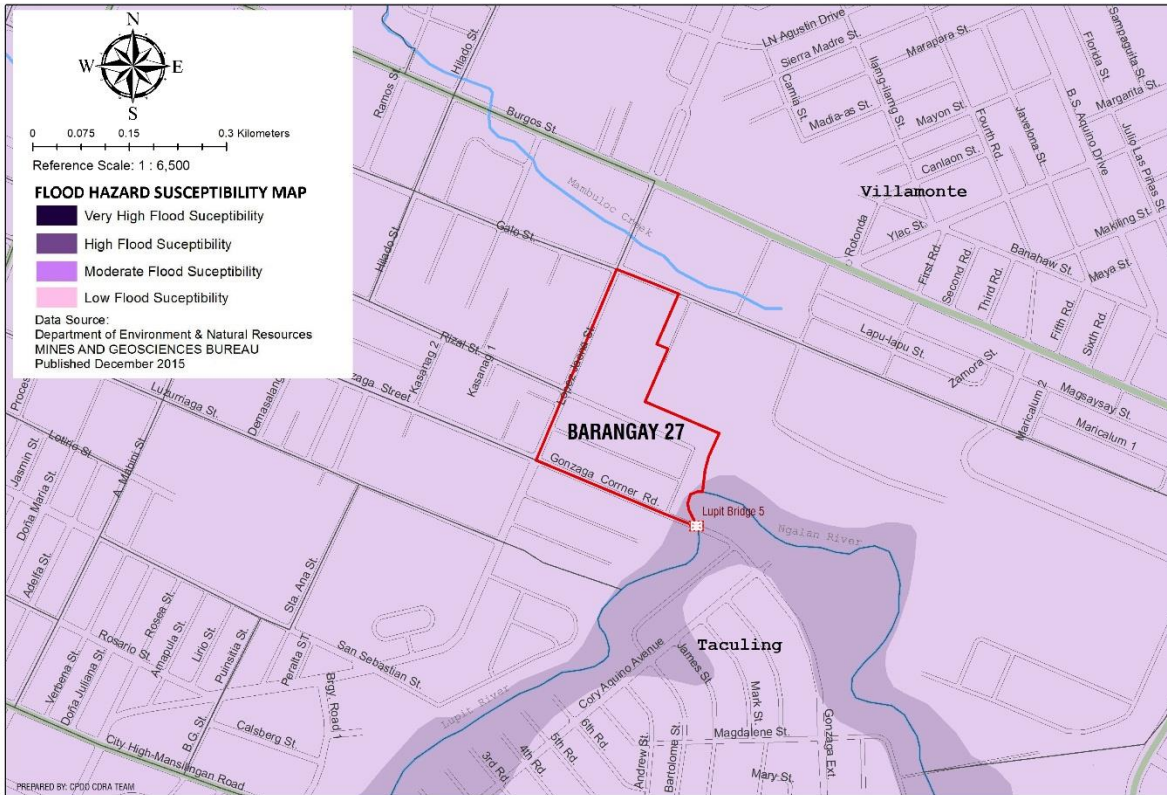 N
W E
S
0 0.075 0.15 0.3 Kilometers
Reference Scale: 1 : 6,500
FLOOD HAZARD SUSCEPTIBILITY MAP
Very High Flood Suceptibility
High Flood Suceptibility
Moderate Flood Suceptibility
Low Flood Suceptibility
Data Source:
Department of Environment & Natural Resources
MINES AND GEOSCIENCES BUREAU
Published December 2015
Ramos St.
Hilado St.
Burgos St.
Mambuloc Creek
Gato St.
Hilado St.
Rizal St.
Lopez Jaena St.
Kasanag 2
Kasanag 1
zaga Street
Luzurriaga St.
Demasalang
Proces
Lotirio St.
A. Mabini St.
Jasmin St.
Doña Maria St.
Adelfa St.
Sta. Ana St.
Rosario St.
Rosea St.
Amapula St.
Lirio St.
Puinsitia St.
Peralta ST.
Verbena St.
Doña Juliana St.
B.G. St.
San Sebastian St.
Brgy. Road 1
Calsberg St.
City High-Mansilingan Road
LN Agustin Drive
Sierra Madre St.
Camia St.
Madia-as St.
Ilamg-ilamg St.
Marapara St.
Mayon St.
Fourth Rd.
Javelona St.
Canlaon St.
Florida St.
Sampaguita St.
B.S. Aquino Drive
Margarita St.
Julio Las Piñas St.
Villamonte
Rotonda
Ylac St.
Makiling St.
Banahaw St.
Maya St.
First Rd.
Second Rd.
Third Rd.
Fifth Rd.
Sixth Rd.
Lapu-lapu St.
Zamora St.
Maricalum 2
Magsaysay St.
Maricalum 1
BARANGAY 27
Gonzaga Corrner Rd.
Lupit Bridge 5
Ngalan River
Taculing
Lupit River
Cory Aquino Avenue
James St.
Mark St.
Magdalene St.
Gonzaga Ext.
3rd Rd.
4th Rd.
5th Rd.
6th Rd.
Andrew St.
Bartolome St.
Mary St.
PREPARED BY: CPDO CDRA TEAM